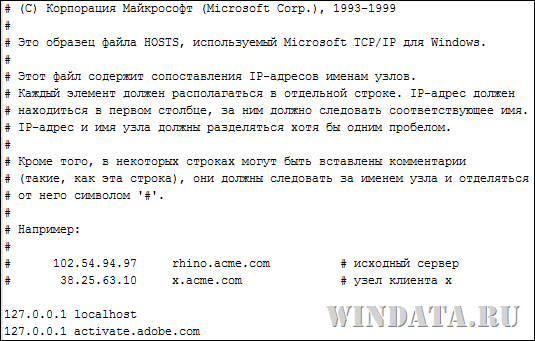 # (C) Корпорация Майкрософт (Microsoft Corp.), 1993-1999
#
# Это образец файла HOSTS, используемый Microsoft TCP/IP для Windows.
#
# Этот файл содержит сопоставления IP-адресов именам узлов.
# Каждый элемент должен располагаться в отдельной строке. IP-адрес должен
# находиться в первом столбце, за ним должно следовать соответствующее имя.
# IP-адрес и имя узла должны разделяться хотя бы одним пробелом.
#
# Кроме того, в некоторых строках могут быть вставлены комментарии
# (такие, как эта строка), они должны следовать за именем узла и отделяться
# от него символом '#'.
#
# Например:
#
#      102.54.94.97     rhino.acme.com          # исходный сервер
#       38.25.63.10     x.acme.com              # узел клиента x

127.0.0.1 localhost
127.0.0.1 activate.adobe.com
WINDATA.RU